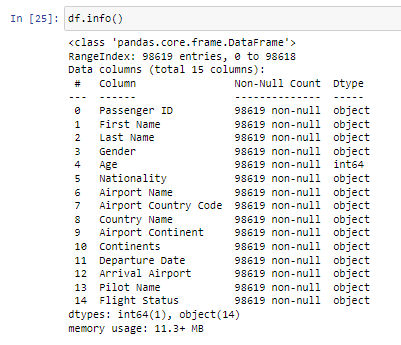 In [25]: df.info()
<class 'pandas.core.frame.DataFrame'>
RangeIndex: 98619 entries, 0 to 98618
Data columns (total 15 columns):
 #   Column                Non-Null Count  Dtype
---  ------                --------------  -----
 0   Passenger ID          98619 non-null  object
 1   First Name            98619 non-null  object
 2   Last Name             98619 non-null  object
 3   Gender                98619 non-null  object
 4   Age                   98619 non-null  int64
 5   Nationality           98619 non-null  object
 6   Airport Name          98619 non-null  object
 7   Airport Country Code  98619 non-null  object
 8   Country Name          98619 non-null  object
 9   Airport Continent     98619 non-null  object
 10  Continents            98619 non-null  object
 11  Departure Date        98619 non-null  object
 12  Arrival Airport       98619 non-null  object
 13  Pilot Name            98619 non-null  object
 14  Flight Status         98619 non-null  object
dtypes: int64(1), object(14)
memory usage: 11.3+ MB